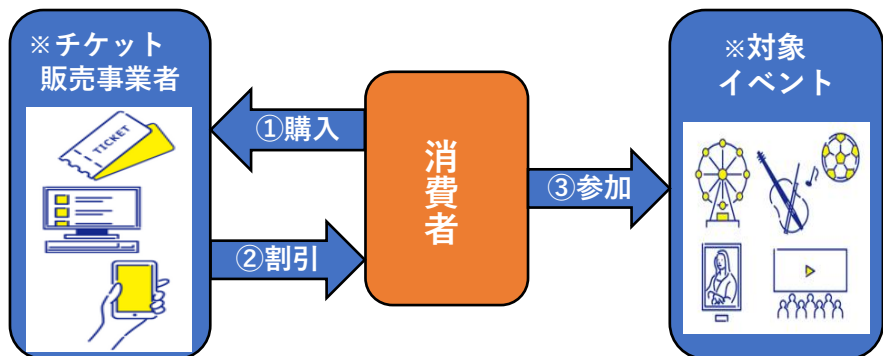 ※チケット
販売事業者
TICKET
①購入
②割引
消費者
③参加
※対象
イベント